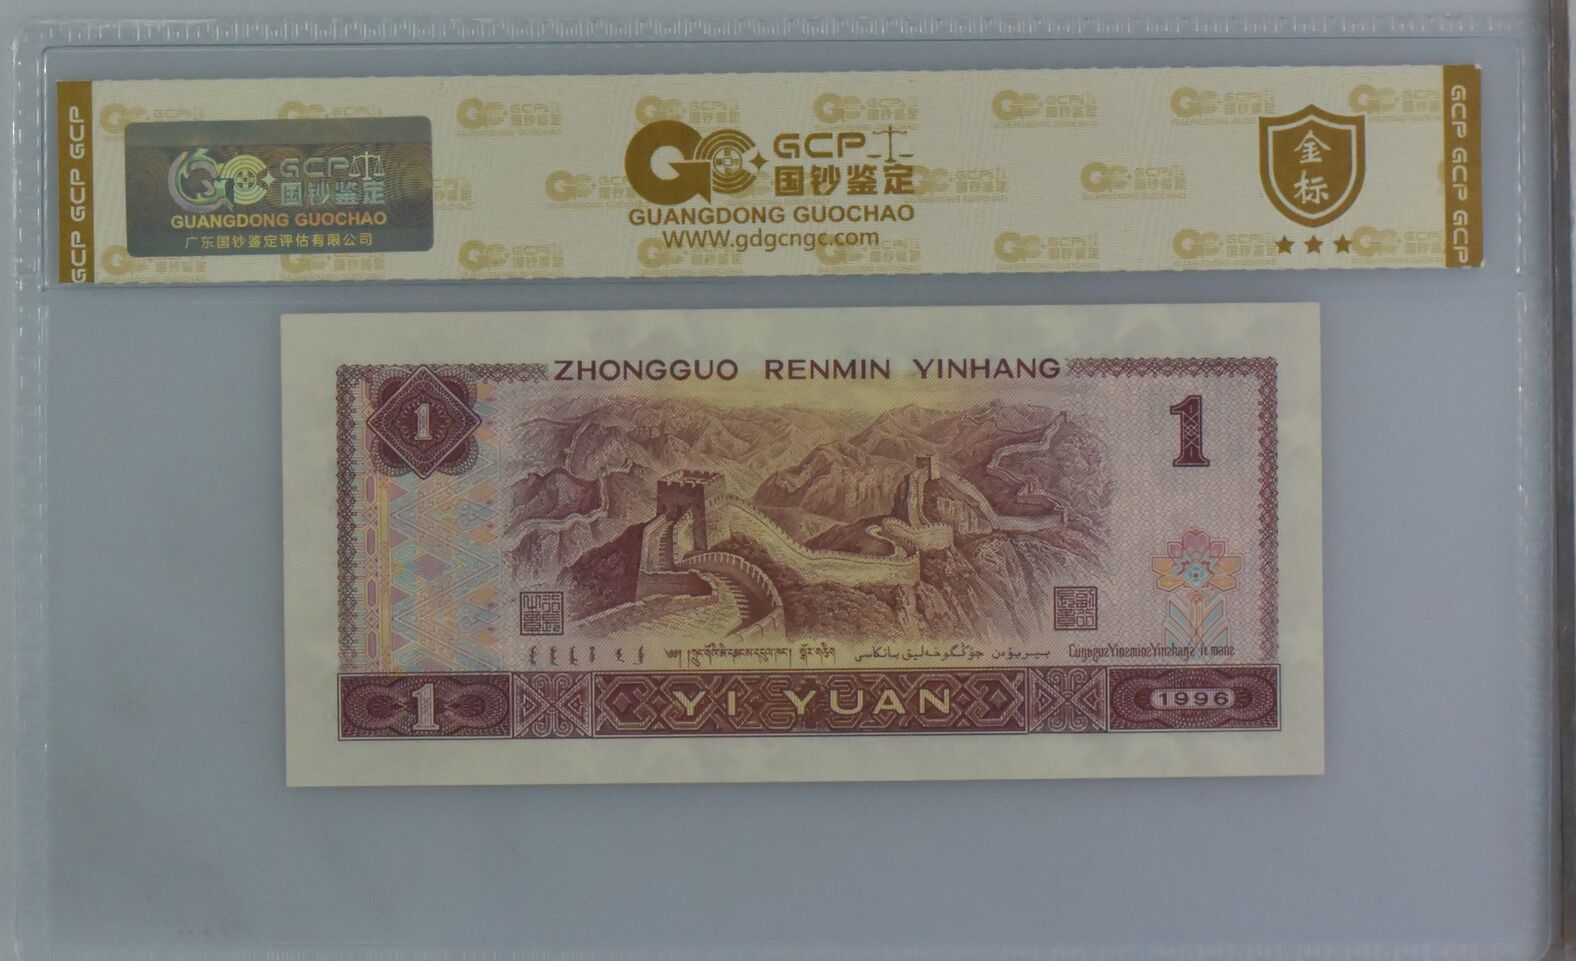 GCP GCP GCP
GCP
国钞鉴定
GUANGDONG GUOCHAO
广东国钞鉴定评估有限公司
GCP
国钞鉴定
GUANGDONG GUOCHAO
WWW.gdgcngc.com
金
标
GCP GCP GCP
ZHONGGUO RENMIN YINHANG
1
1
1
YI YUAN
1996